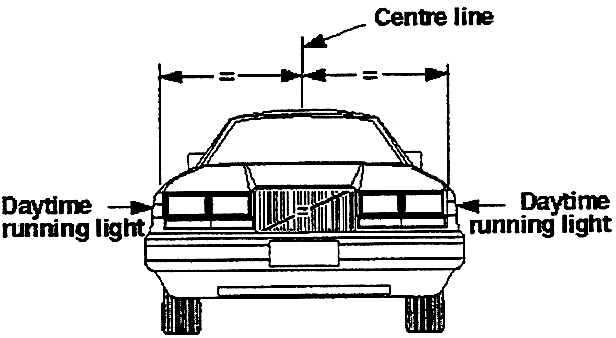 Centre line
= =
Daytime
running light
=
Daytime
running light